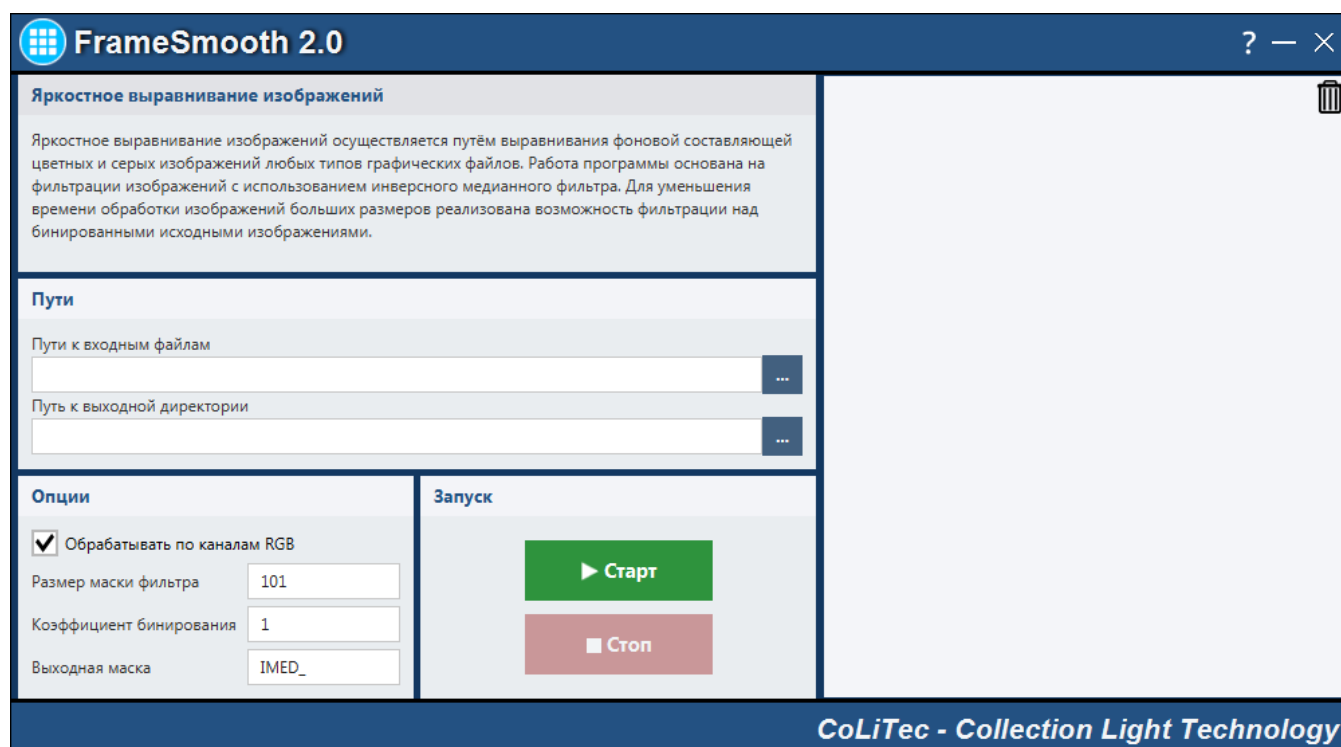 FrameSmooth 2.0
?
Яркостное выравнивание изображений
Яркостное выравнивание изображений осуществляется путём выравнивания фоновой составляющей
цветных и серых изображений любых типов графических файлов. Работа программы основана на
фильтрации изображений с использованием инверсного медианного фильтра. Для уменьшения
времени обработки изображений больших размеров реализована возможность фильтрации над
бинированными исходными изображениями.
Пути
Пути к входным файлам
...
Путь к выходной директории
...
Опции
Обрабатывать по каналам RGB
Размер маски фильтра 101
Коэффициент бинирования 1
Выходная маска IMED_
Запуск
Старт
Стоп
CoLiTec - Collection Light Technology